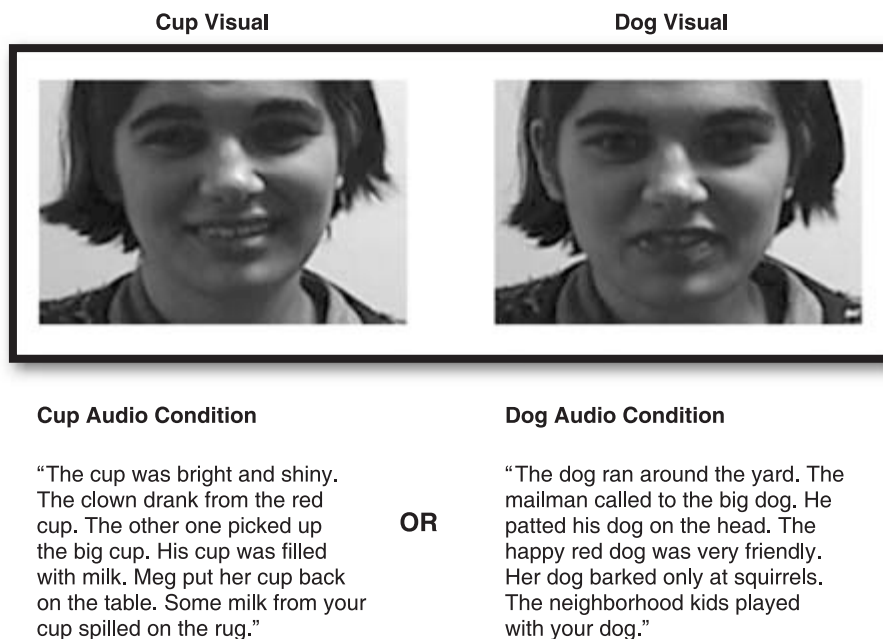 Cup Visual
Dog Visual
Cup Audio Condition
“The cup was bright and shiny.
The clown drank from the red
cup. The other one picked up
the big cup. His cup was filled
with milk. Meg put her cup back
on the table. Some milk from your
cup spilled on the rug.”
OR
Dog Audio Condition
“The dog ran around the yard. The
mailman called to the big dog. He
patted his dog on the head. The
happy red dog was very friendly.
Her dog barked only at squirrels.
The neighborhood kids played
with your dog.”